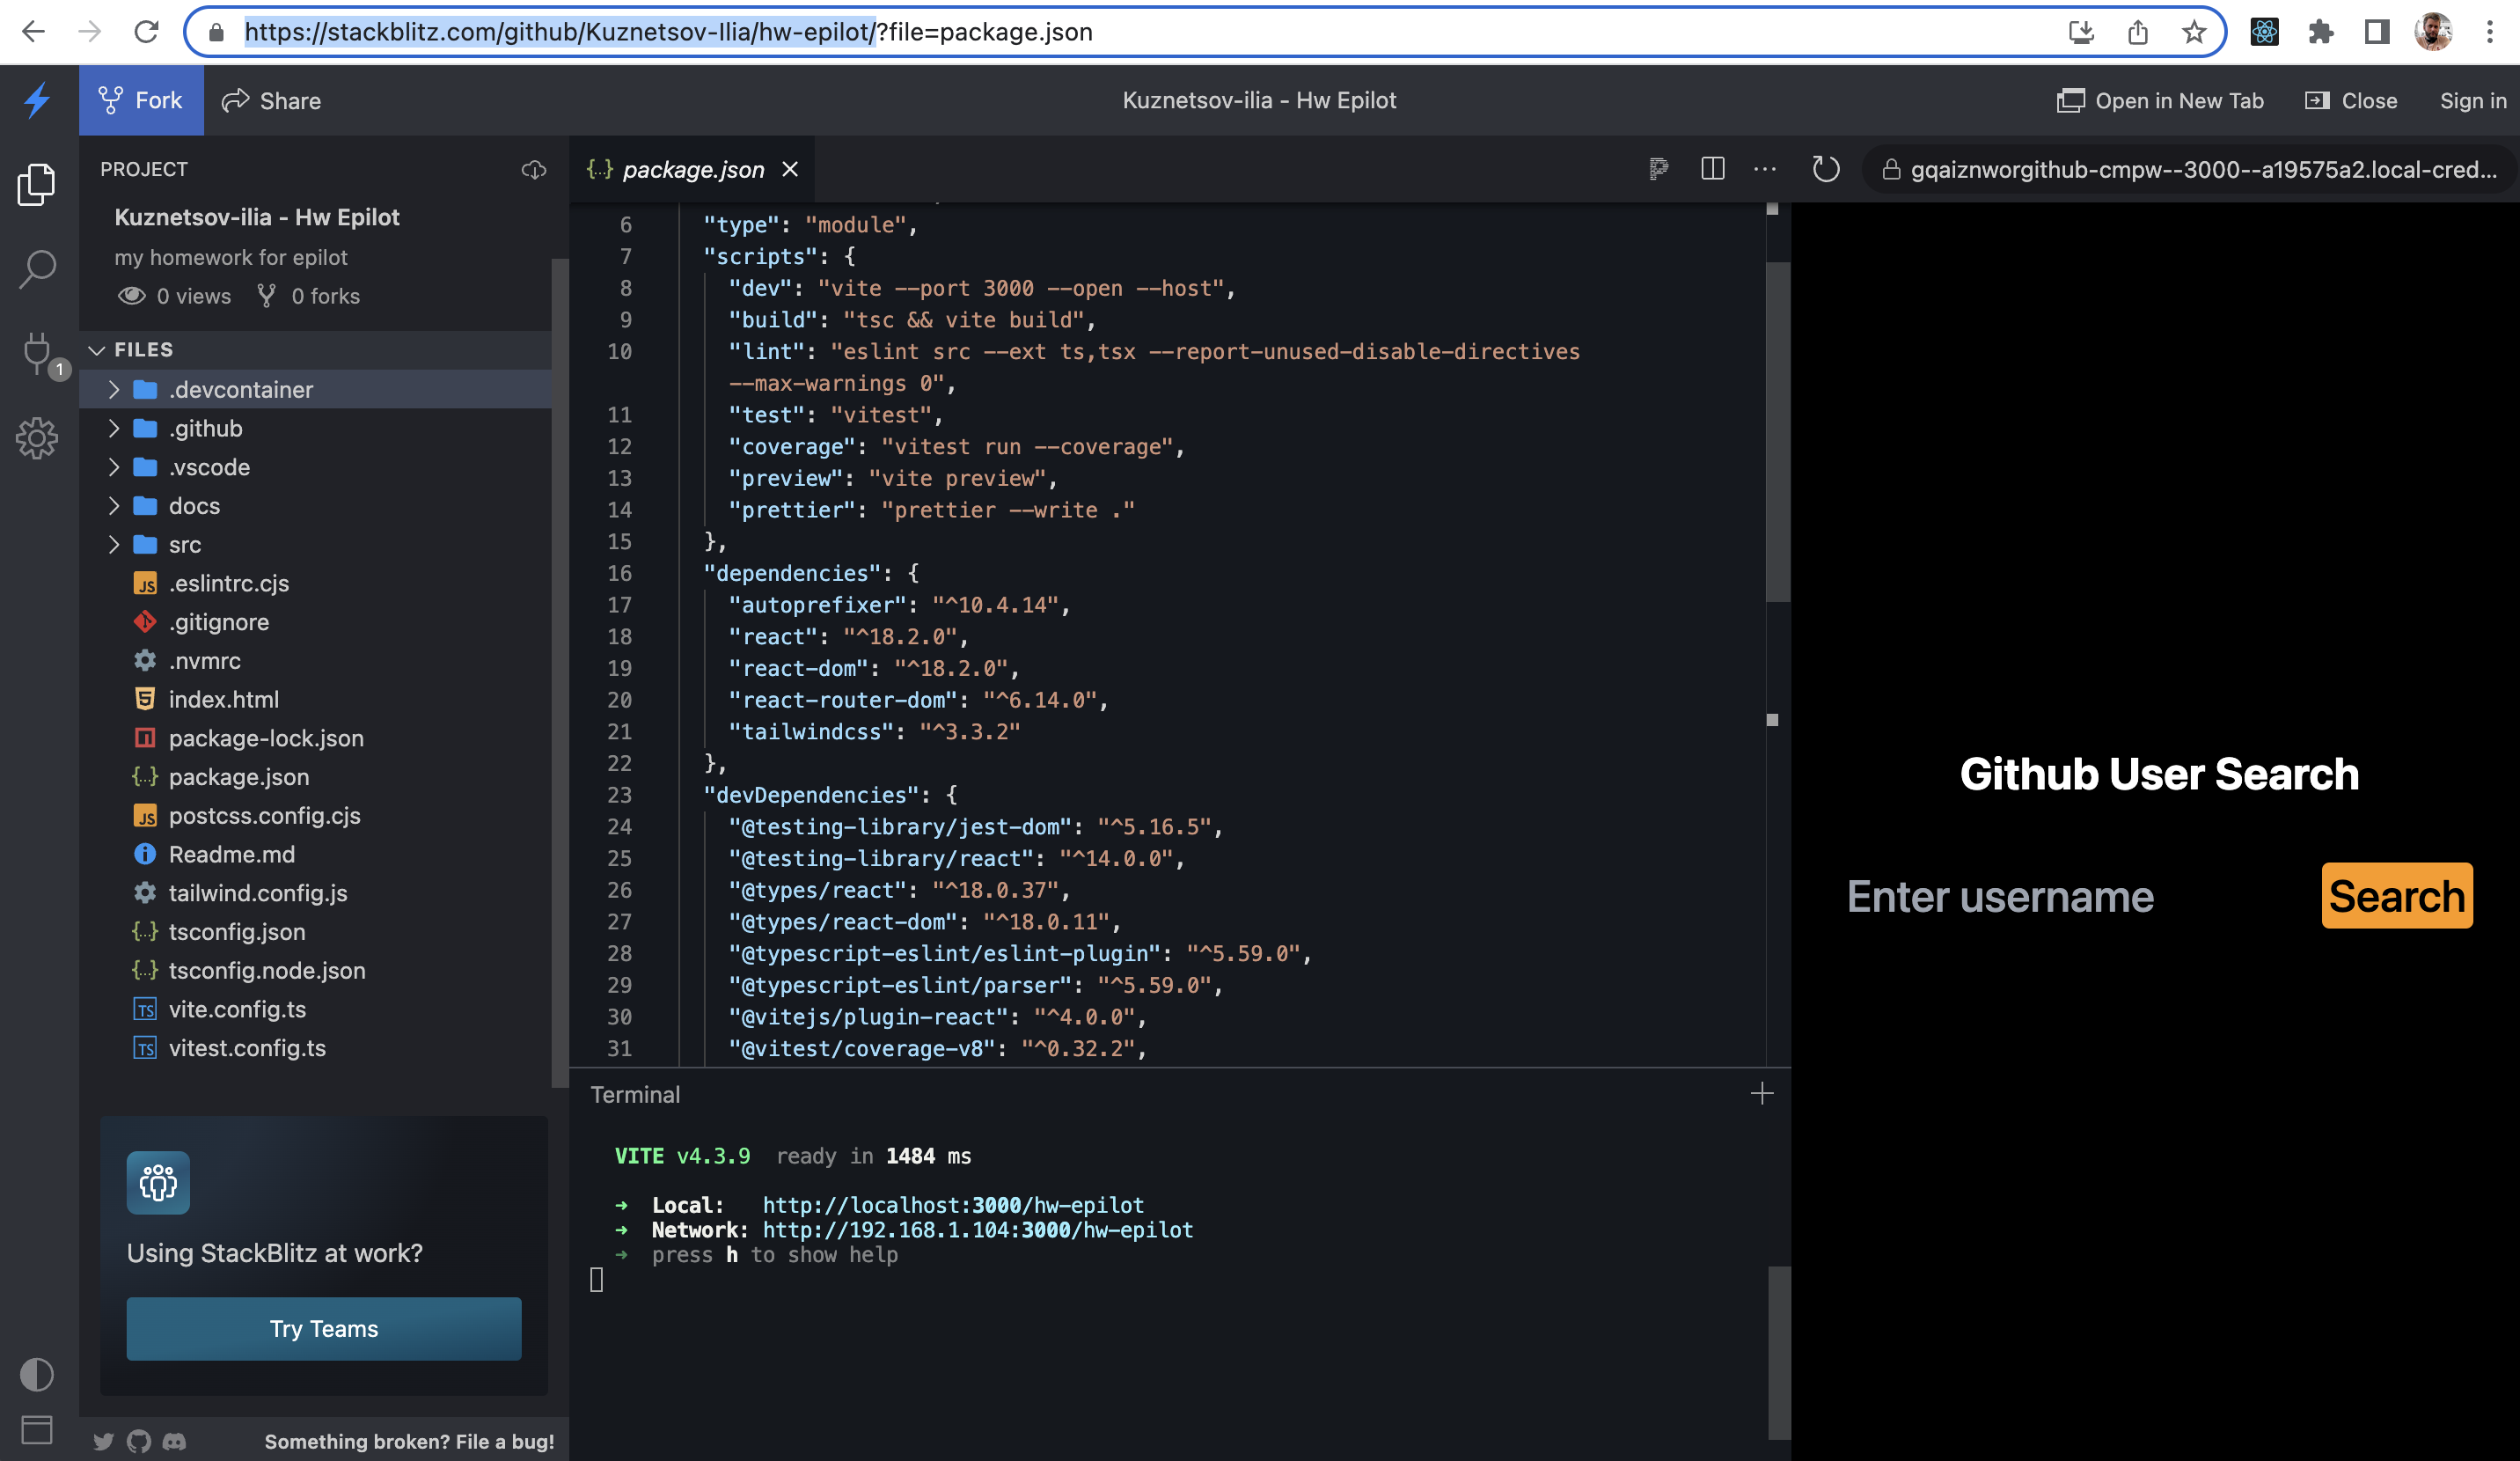 https://stackblitz.com/github/Kuznetsov-Ilia/hw-epilot/?file=package.json
Fork
Share
Kuznetsov-ilia - Hw Epilot
Open in New Tab
Close
Sign in
PROJECT
Kuznetsov-ilia - Hw Epilot
my homework for epilot
0 views
0 forks
1
FILES
.devcontainer
.github
.vscode
docs
src
.eslintrc.cjs
.gitignore
.nvmrc
index.html
package-lock.json
package.json
postcss.config.cjs
Readme.md
tailwind.config.js
tsconfig.json
tsconfig.node.json
vite.config.ts
vitest.config.ts
Using StackBlitz at work?
Try Teams
Something broken? File a bug!
{..} package.json
gqaiznworgithub-cmpw--3000--a19575a2.local-cred...
6 "type": "module",
7 "scripts": {
8 "dev": "vite --port 3000 --open --host",
9 "build": "tsc && vite build",
10 "lint": "eslint src --ext ts,tsx --report-unused-disable-directives
--max-warnings 0",
11 "test": "vitest",
12 "coverage": "vitest run --coverage",
13 "preview": "vite preview",
14 "prettier": "prettier --write ."
15 },
16 "dependencies": {
17 "autoprefixer": "^10.4.14",
18 "react": "^18.2.0",
19 "react-dom": "^18.2.0",
20 "react-router-dom": "^6.14.0",
21 "tailwindcss": "^3.3.2"
22 },
23 "devDependencies": {
24 "@testing-library/jest-dom": "^5.16.5",
25 "@testing-library/react": "^14.0.0",
26 "@types/react": "^18.0.37",
27 "@types/react-dom": "^18.0.11",
28 "@typescript-eslint/eslint-plugin": "^5.59.0",
29 "@typescript-eslint/parser": "^5.59.0",
30 "@vitejs/plugin-react": "^4.0.0",
31 "@vitest/coverage-v8": "^0.32.2",
Terminal
VITE v4.3.9 ready in 1484 ms
➜ Local: http://localhost:3000/hw-epilot
➜ Network: http://192.168.1.104:3000/hw-epilot
➜ press h to show help
Github User Search
Enter username
Search